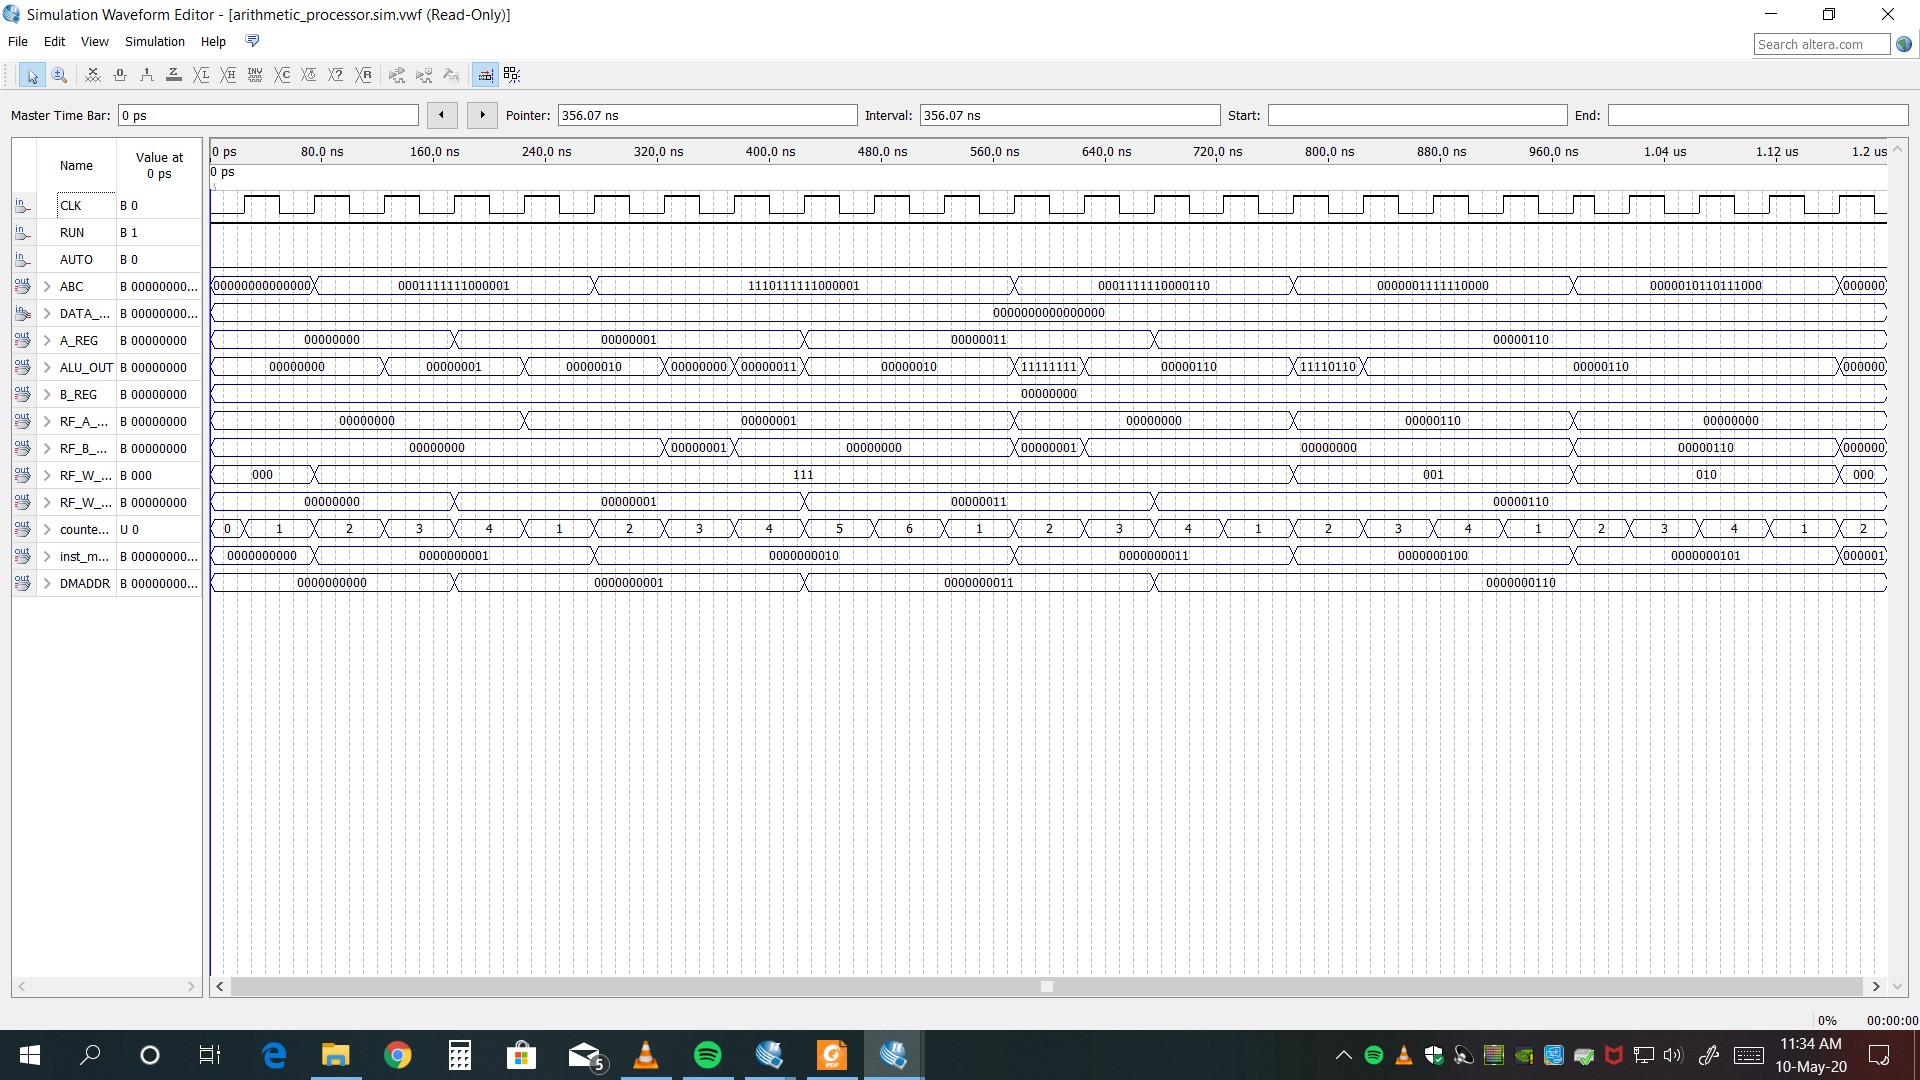 Simulation Waveform Editor - [arithmetic_processor.sim.vwf (Read-Only)]
File Edit View Simulation Help
Search altera.com
Master Time Bar: 0 ps Pointer: 356.07 ns Interval: 356.07 ns Start: End:
Name Value at 0 ps
0 ps 80.0 ns 160.0 ns 240.0 ns 320.0 ns 400.0 ns 480.0 ns 560.0 ns 640.0 ns 720.0 ns 800.0 ns 880.0 ns 960.0 ns 1.04 us 1.12 us 1.2 us
0 ps
CLK B 0
RUN B 1
AUTO B 0
ABC B 00000000... 00000000000000 0001111111000001 1110111111000001 0001111110000110 0000001111110000 0000010110111000 000000
DATA_... B 00000000... 0000000000000000
A_REG B 00000000 00000000 00000001 00000011 00000110
ALU_OUT B 00000000 00000000 00000001 00000010 00000000 00000011 00000010 11111111 00000110 11110110 00000110 000000
B_REG B 00000000 00000000
RF_A_... B 00000000 00000000 00000001 00000000 00000110 00000000
RF_B_... B 00000000 00000000 00000001 00000000 00000001 00000000 00000110 000000
RF_W_... B 000 000 111 001 010 000
RF_W_... B 00000000 00000000 00000001 00000011 00000110
counte... U 0 0 1 2 3 4 1 2 3 4 5 6 1 2 3 4 1 2 3 4 1 2 3 4 1 2
inst_m... B 00000000... 0000000000 0000000001 0000000010 0000000011 0000000100 0000000101 000001
DMADDR B 00000000... 0000000000 0000000001 0000000011 0000000110
0% 00:00:00
5
PDF
11:34 AM
10-May-20